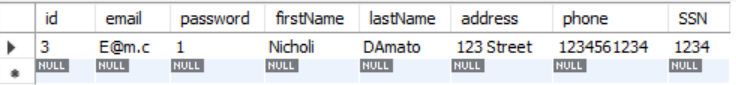 id email password firstName lastName address phone SSN
3 E@m.c 1 Nicholi DAmato 123 Street 1234561234 1234
NULL NULL NULL NULL NULL NULL NULL NULL